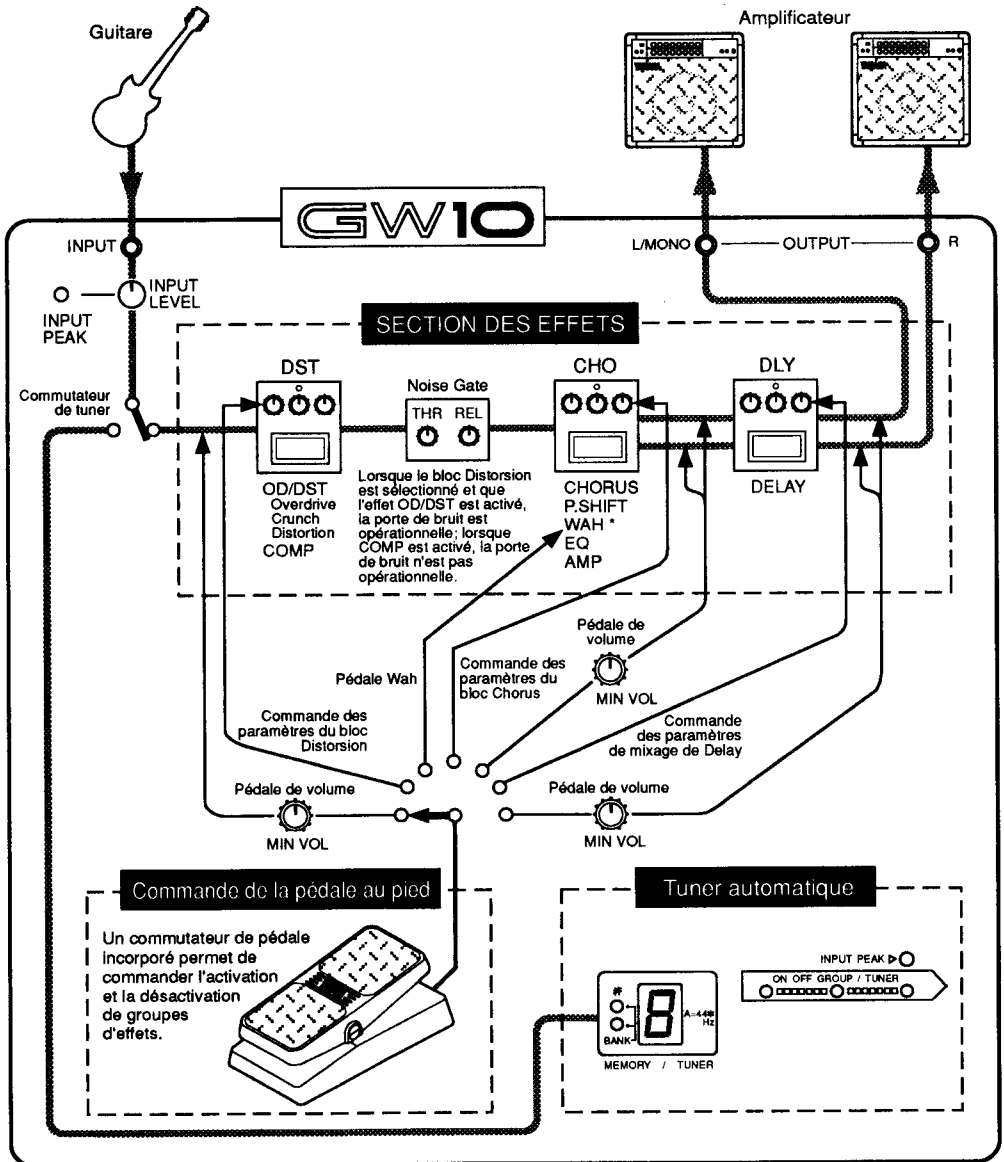 Guitare
Amplificateur
GW10
INPUT
L/MONO
OUTPUT
R
INPUT
LEVEL
INPUT
PEAK
SECTION DES EFFETS
Commutateur
de tuner
DST
Noise Gate
THR REL
CHO
DLY
OD/DST
Overdrive
Crunch
Distortion
COMP
Lorsque le bloc Distorsion
est sélectionné et que
l'effet OD/DST est activé,
la porte de bruit est
opérationnelle; lorsque
COMP est activé, la porte
de bruit n'est pas
opérationnelle.
CHORUS
P.SHIFT
WAH *
EQ
AMP
DELAY
Pédale de
volume
MIN VOL
Pédale Wah
Commande des
paramètres du
bloc Chorus
Commande des
paramètres du bloc
Distorsion
Commande
des paramètres
de mixage de Delay
Pédale de volume
MIN VOL
Pédale de volume
MIN VOL
Commande de la pédale au pied
Un commutateur de pédale
incorporé permet de
commander l'activation
et la désactivation
de groupes
d'effets.
Tuner automatique
INPUT PEAK
ON OFF GROUP / TUNER
#
8
A=44*
Hz
BANK
MEMORY / TUNER